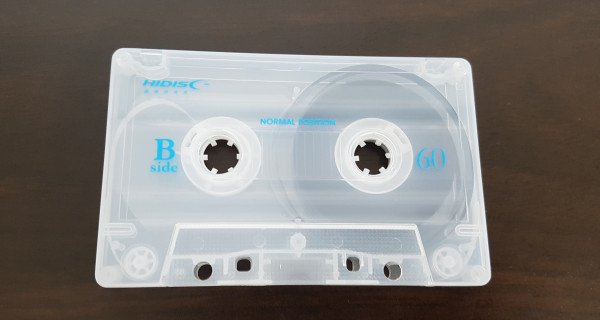 HIDISC
NORMAL POSITION
B
side
60